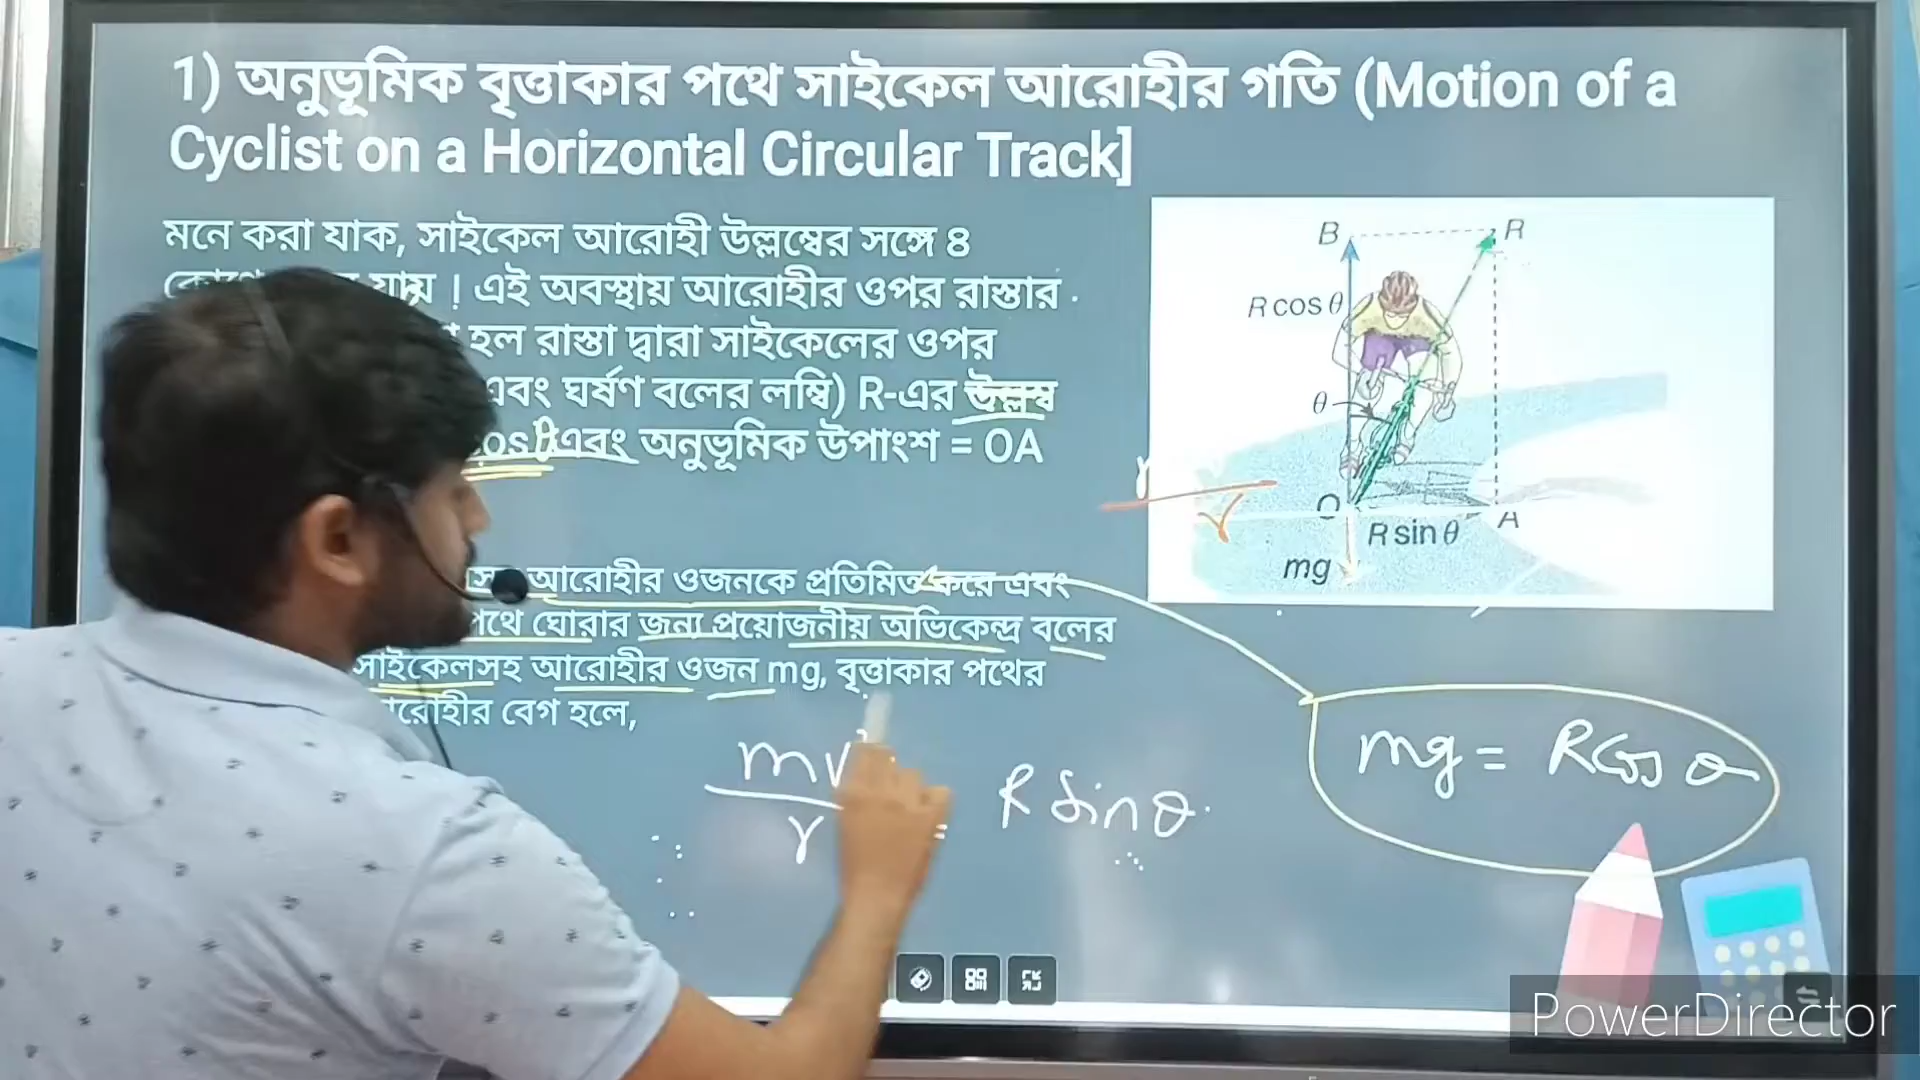 1) অনুভূমিক বৃত্তাকার পথে সাইকেল আরোহীর গতি (Motion of a
Cyclist on a Horizontal Circular Track]
মনে করা যাক, সাইকেল আরোহী উল্লম্বের সঙ্গে ৪
যায় | এই অবস্থায় আরোহীর ওপর রাস্তার
হল রাস্তা দ্বারা সাইকেলের ওপর
এবং ঘর্ষণ বলের লম্বি) R-এর উল্লম্ব
এবং অনুভূমিক উপাংশ = OA
আরোহীর ওজনকে প্রতিমিত করে এবং
পথে ঘোরার জন্য প্রয়োজনীয় অভিকেন্দ্র বলের
সাইকেলসহ আরোহীর ওজন mg, বৃত্তাকার পথের
বেগ হলে,
B R
R cos θ
θ
O A
R sin θ
mg
r
mg = R cos θ
mv
r
= R sin θ
PowerDirector